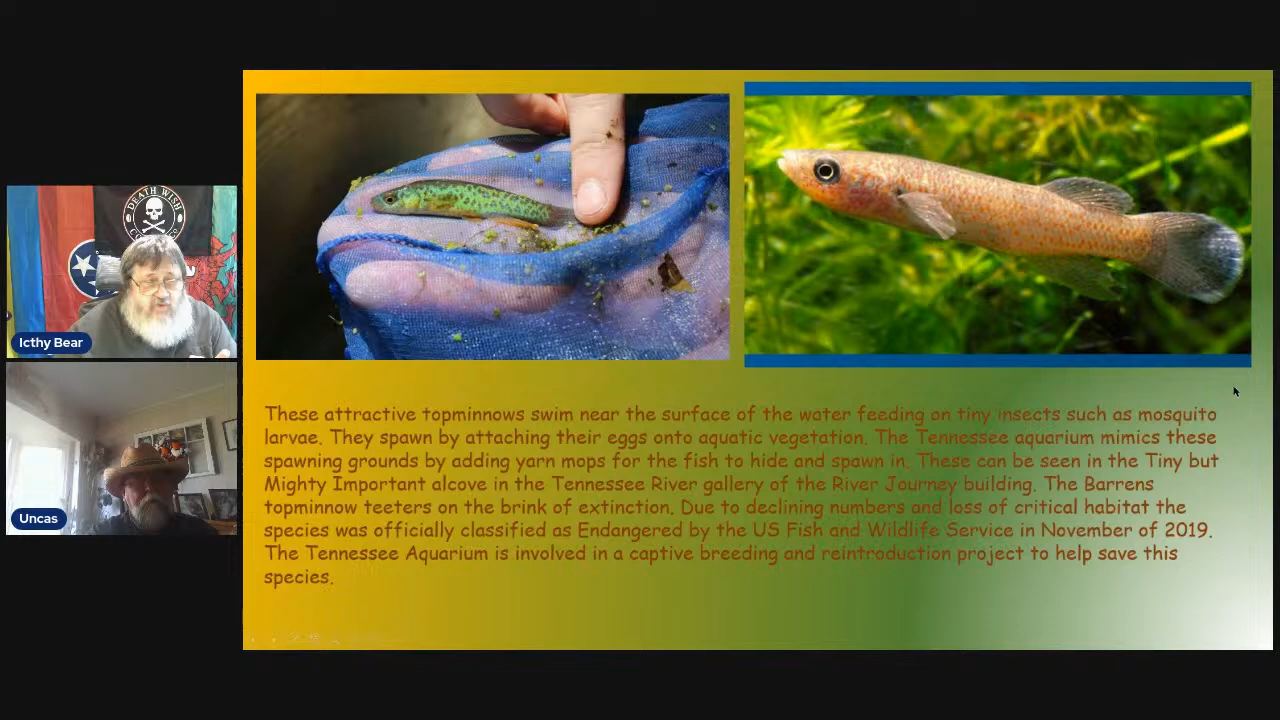 DEATH WISH
Icthy Bear
Uncas
These attractive topminnows swim near the surface of the water feeding on tiny insects such as mosquito
larvae. They spawn by attaching their eggs onto aquatic vegetation. The Tennessee aquarium mimics these
spawning grounds by adding yarn mops for the fish to hide and spawn in. These can be seen in the Tiny but
Mighty Important alcove in the Tennessee River gallery of the River Journey building. The Barrens
topminnow teeters on the brink of extinction. Due to declining numbers and loss of critical habitat the
species was officially classified as Endangered by the US Fish and Wildlife Service in November of 2019.
The Tennessee Aquarium is involved in a captive breeding and reintroduction project to help save this
species.